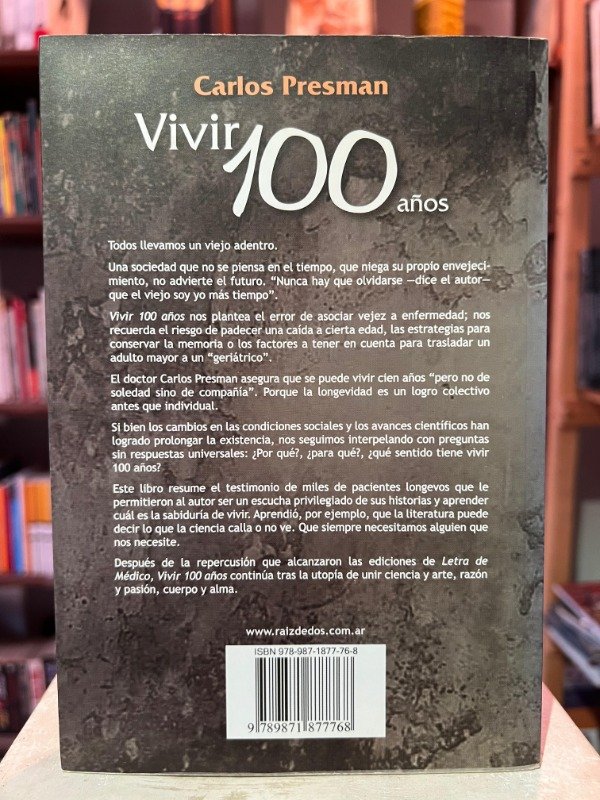 Carlos Presman
Vivir 100 años
Todos llevamos un viejo adentro.
Una sociedad que no se piensa en el tiempo, que niega su propio envejeci-
miento, no advierte el futuro. “Nunca hay que olvidarse —dice el autor—
que el viejo soy yo más tiempo”.
Vivir 100 años nos plantea el error de asociar vejez a enfermedad; nos
recuerda el riesgo de padecer una caída a cierta edad, las estrategias para
conservar la memoria o los factores a tener en cuenta para trasladar un
adulto mayor a un “geriátrico”.
El doctor Carlos Presman asegura que se puede vivir cien años “pero no de
soledad sino de compañía”. Porque la longevidad es un logro colectivo
antes que individual.
Si bien los cambios en las condiciones sociales y los avances científicos han
logrado prolongar la existencia, nos seguimos interpelando con preguntas
sin respuestas universales: ¿Por qué?, ¿para qué?, ¿qué sentido tiene vivir
100 años?
Este libro resume el testimonio de miles de pacientes longevos que le
permitieron al autor ser un escucha privilegiado de sus historias y aprender
cuál es la sabiduría de vivir. Aprendió, por ejemplo, que la literatura puede
decir lo que la ciencia calla o no ve. Que siempre necesitamos alguien que
nos necesite.
Después de la repercusión que alcanzaron las ediciones de Letra de
Médico, Vivir 100 años continúa tras la utopía de unir ciencia y arte, razón
y pasión, cuerpo y alma.
www.raizdedos.com.ar
ISBN 978-987-1877-76-8
9 789871 877768